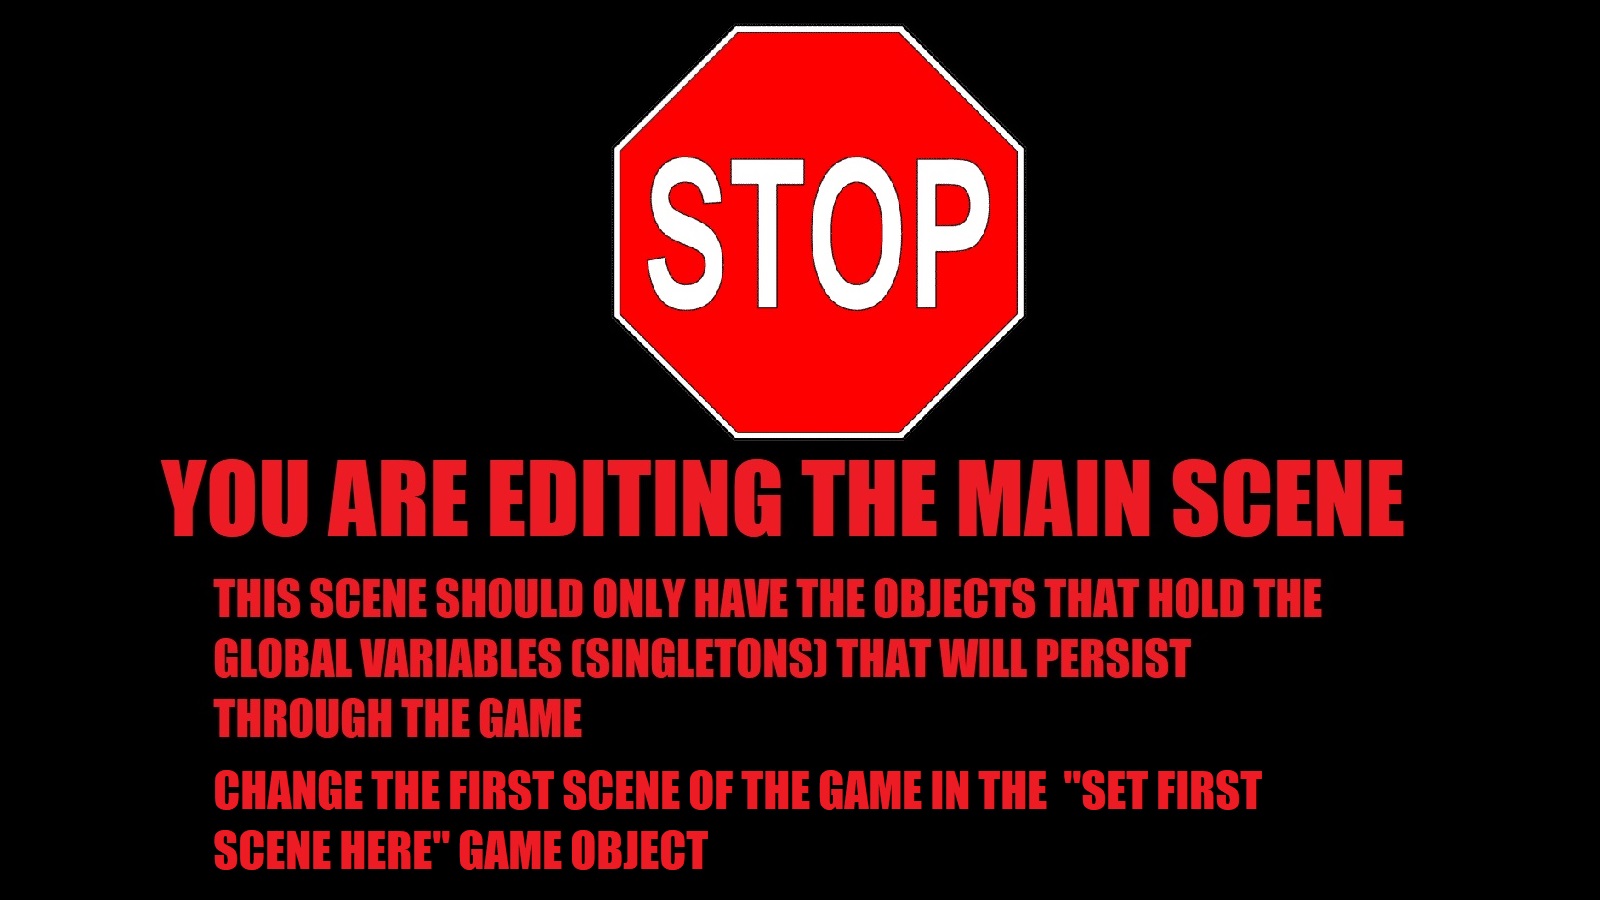 STOP
YOU ARE EDITING THE MAIN SCENE
THIS SCENE SHOULD ONLY HAVE THE OBJECTS THAT HOLD THE
GLOBAL VARIABLES (SINGLETONS) THAT WILL PERSIST
THROUGH THE GAME
CHANGE THE FIRST SCENE OF THE GAME IN THE "SET FIRST
SCENE HERE" GAME OBJECT